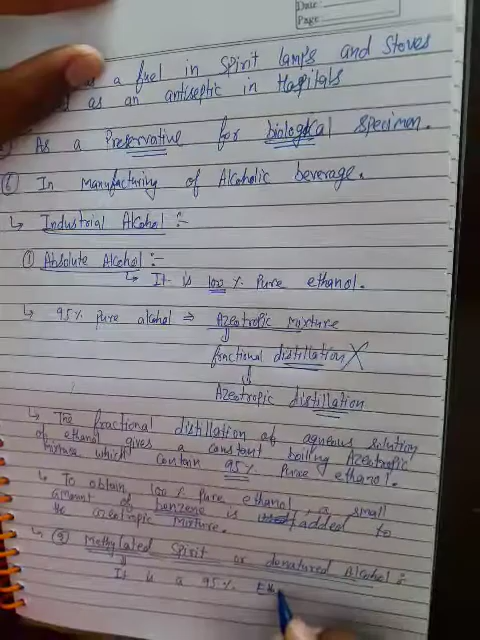 Date
Page
a fuel in Spirit lamps and Stoves
as an antiseptic in Hospitals
As a Preservative for biological Specimen.
⑥ In manufacturing of Alcoholic beverage.
↳ Industrial Alcohol :-
① Absolute Alcohol :-
↳ It is 100% Pure ethanol.
↳ 95% Pure alcohol ⇒ Azeotropic mixture
⇓
fractional distillation X
↓
Azeotropic distillation
↳ The fractional distillation of aqueous solution
of ethanol gives a constant boiling Azeotropic
mixture which contain 95% Pure ethanol.
↳ To obtain 100% Pure ethanol, a small
amount of benzene is added to
the azeotropic mixture.
↳ ② Methylated Spirit or denatured Alcohol :-
⇓
It is a 95% Eth